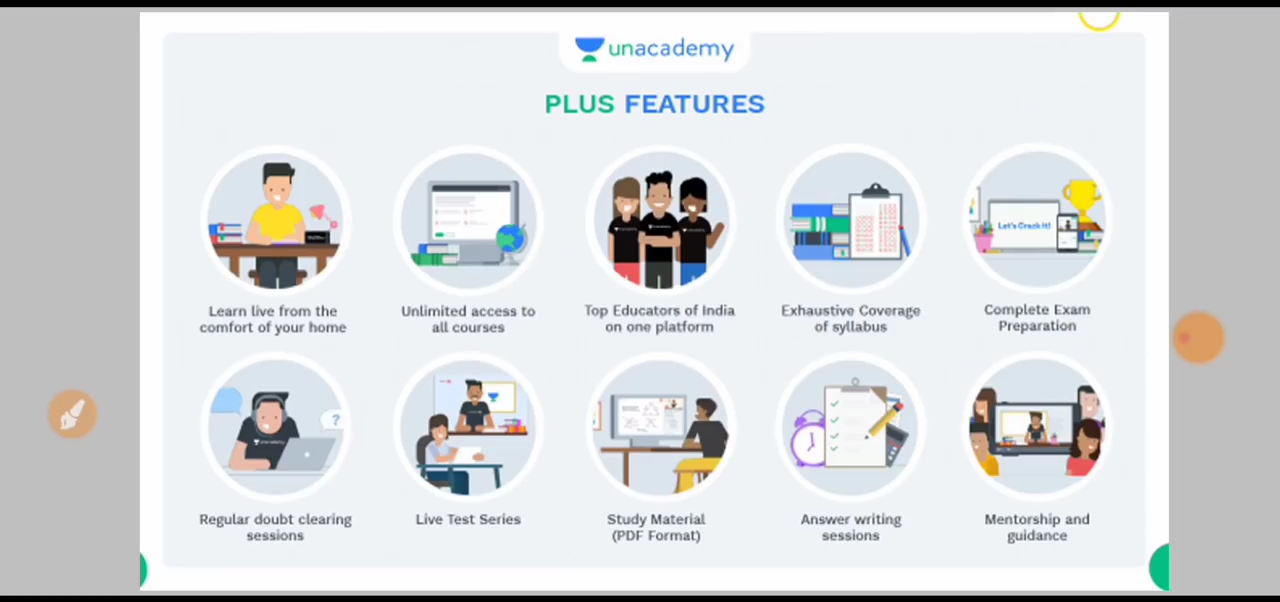 unacademy
PLUS FEATURES
Learn live from the
comfort of your home
Unlimited access to
all courses
Top Educators of India
on one platform
Exhaustive Coverage
of syllabus
Let's Crack It!
Complete Exam
Preparation
?
Regular doubt clearing
sessions
Live Test Series
Study Material
(PDF Format)
Answer writing
sessions
Mentorship and
guidance